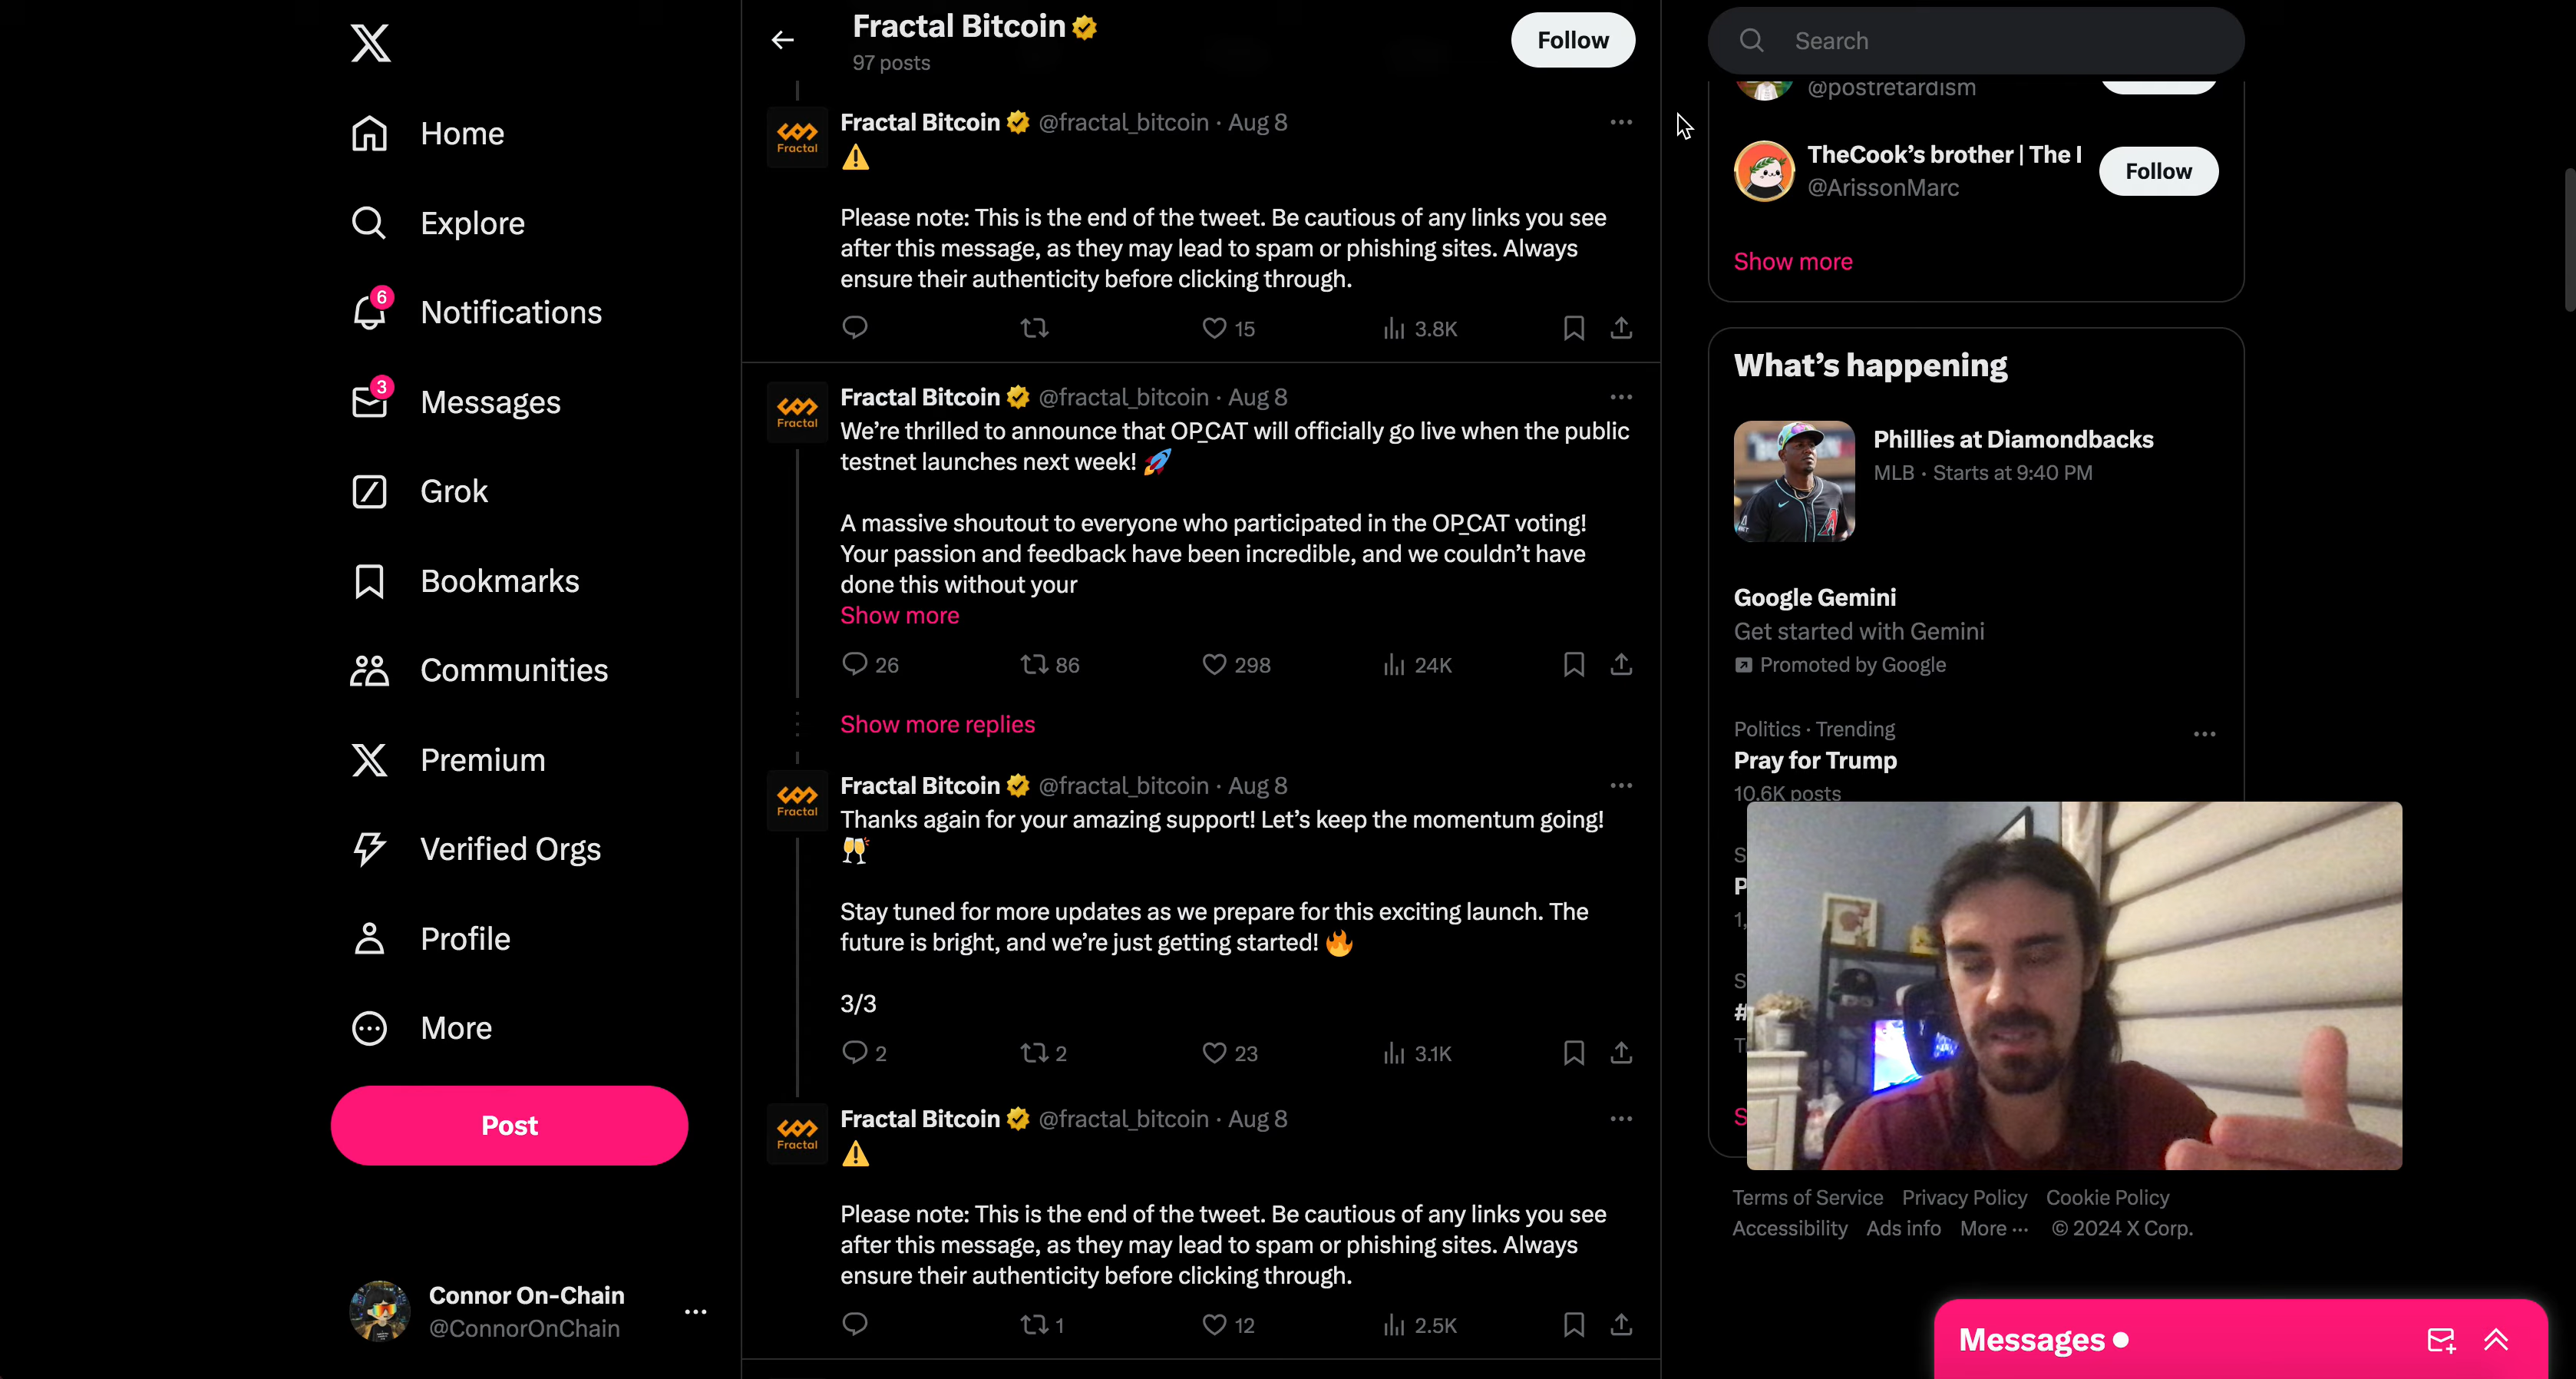 Home
Explore
6
Notifications
3
Messages
Grok
Bookmarks
Communities
Premium
Verified Orgs
Profile
More
Post
Connor On-Chain
@ConnorOnChain
Fractal Bitcoin
97 posts
Follow
Fractal
Fractal Bitcoin @fractal_bitcoin · Aug 8
⚠️
Please note: This is the end of the tweet. Be cautious of any links you see
after this message, as they may lead to spam or phishing sites. Always
ensure their authenticity before clicking through.
15 3.8K
Fractal
Fractal Bitcoin @fractal_bitcoin · Aug 8
We’re thrilled to announce that OP_CAT will officially go live when the public
testnet launches next week! 🚀
A massive shoutout to everyone who participated in the OP_CAT voting!
Your passion and feedback have been incredible, and we couldn’t have
done this without your
Show more
26 86 298 24K
Show more replies
Fractal
Fractal Bitcoin @fractal_bitcoin · Aug 8
Thanks again for your amazing support! Let’s keep the momentum going!
🥂
Stay tuned for more updates as we prepare for this exciting launch. The
future is bright, and we’re just getting started! 🔥
3/3
2 2 23 3.1K
Fractal
Fractal Bitcoin @fractal_bitcoin · Aug 8
⚠️
Please note: This is the end of the tweet. Be cautious of any links you see
after this message, as they may lead to spam or phishing sites. Always
ensure their authenticity before clicking through.
1 12 2.5K
Search
@postretardism
TheCook’s brother | The I
@ArissonMarc
Follow
Show more
What’s happening
Phillies at Diamondbacks
MLB · Starts at 9:40 PM
Google Gemini
Get started with Gemini
Promoted by Google
Politics · Trending
Pray for Trump
10.6K posts
S
P
1,
S
#
T
S
Terms of Service Privacy Policy Cookie Policy
Accessibility Ads info More ··· © 2024 X Corp.
Messages